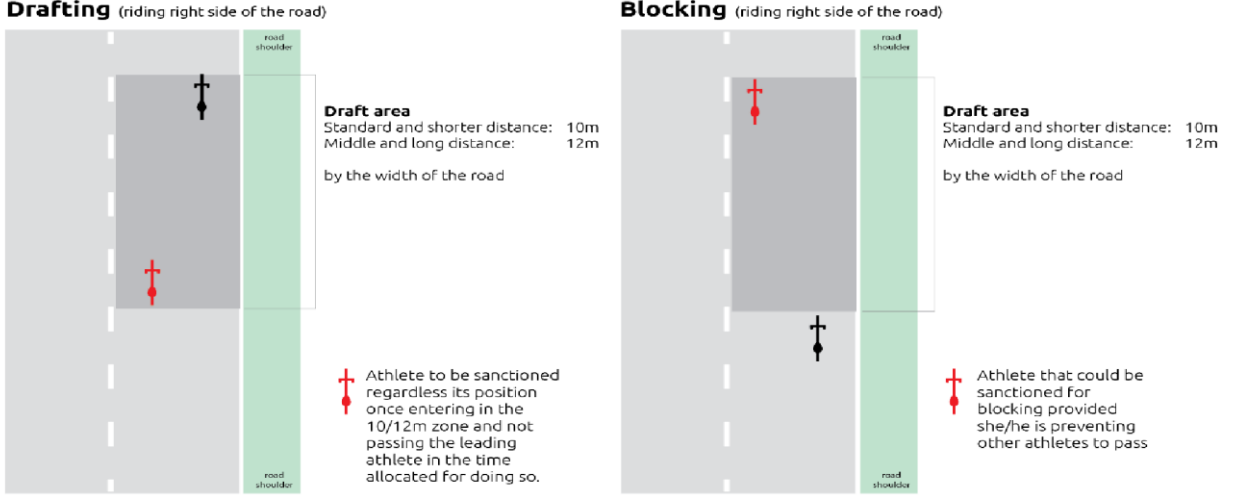 Drafting (riding right side of the road)
road
shoulder
Draft area
Standard and shorter distance: 10m
Middle and long distance: 12m
by the width of the road
Athlete to be sanctioned
regardless its position
once entering in the
10/12m zone and not
passing the leading
athlete in the time
allocated for doing so.
road
shoulder
Blocking (riding right side of the road)
road
shoulder
Draft area
Standard and shorter distance: 10m
Middle and long distance: 12m
by the width of the road
Athlete that could be
sanctioned for
blocking provided
she/he is preventing
other athletes to pass
road
shoulder